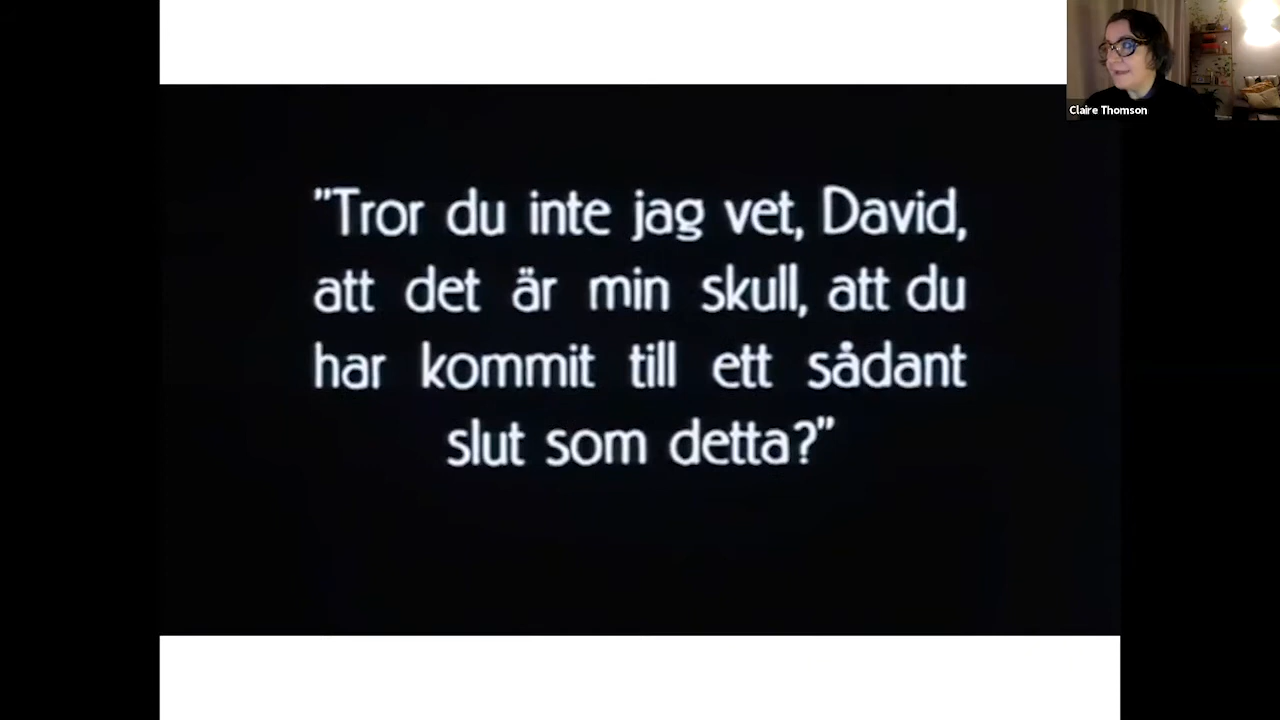 Claire Thomson
"Tror du inte jag vet, David,
att det är min skull, att du
har kommit till ett sådant
slut som detta?"